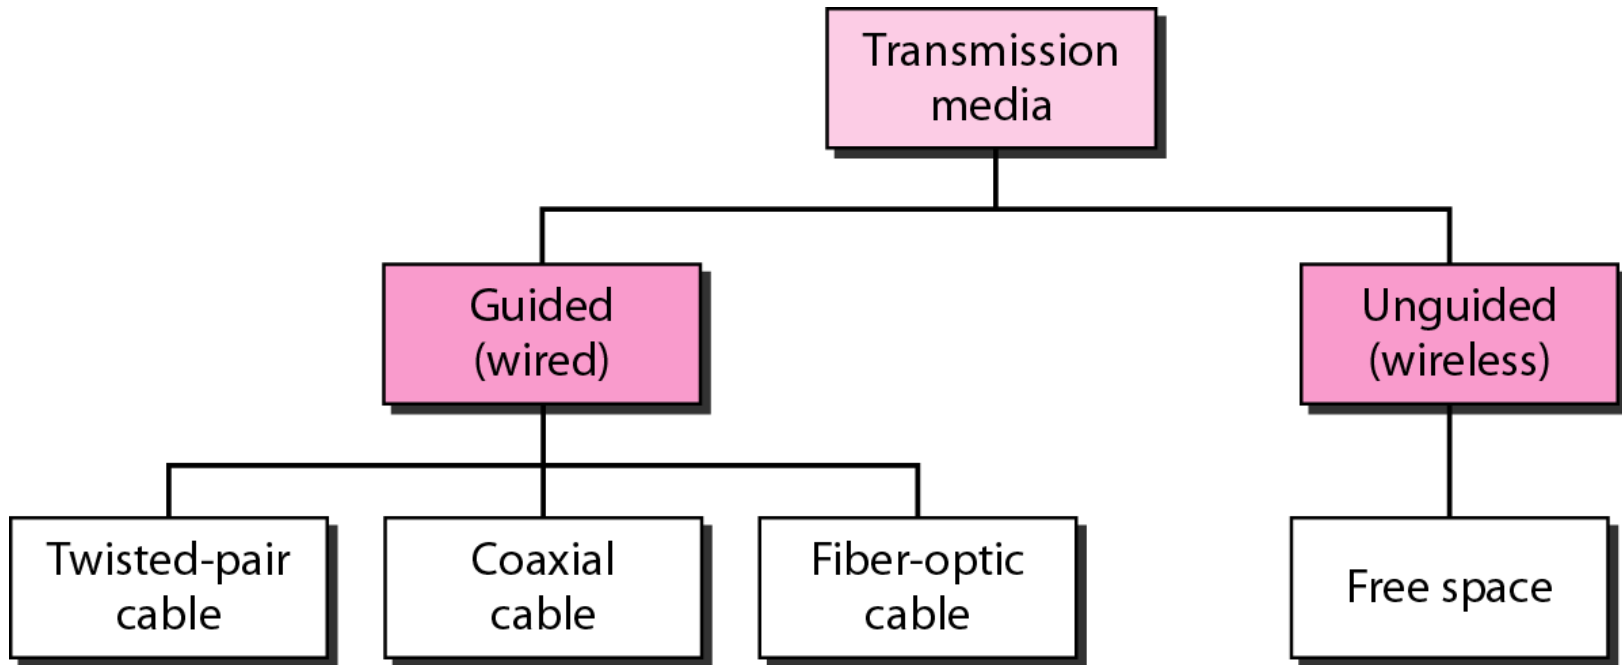 Transmission
media
Guided
(wired)
Unguided
(wireless)
Twisted-pair
cable
Coaxial
cable
Fiber-optic
cable
Free space